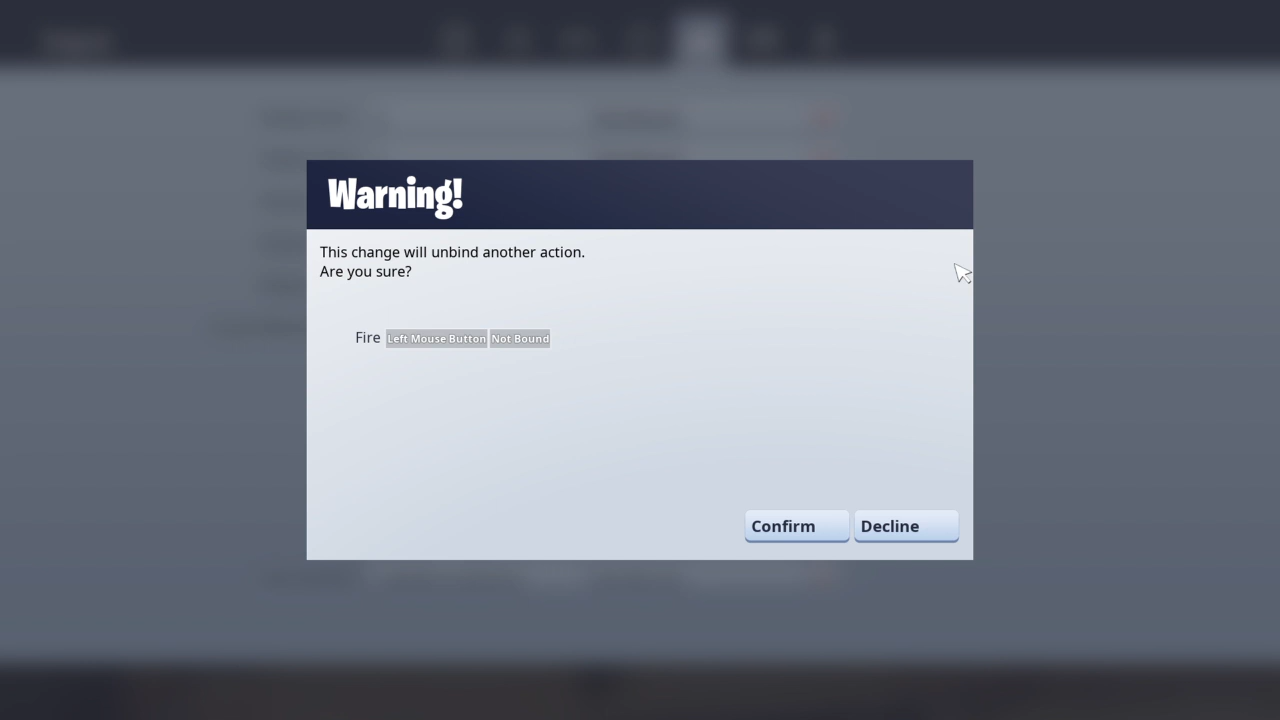 Warning!
This change will unbind another action.
Are you sure?
Fire Left Mouse Button Not Bound
Confirm Decline